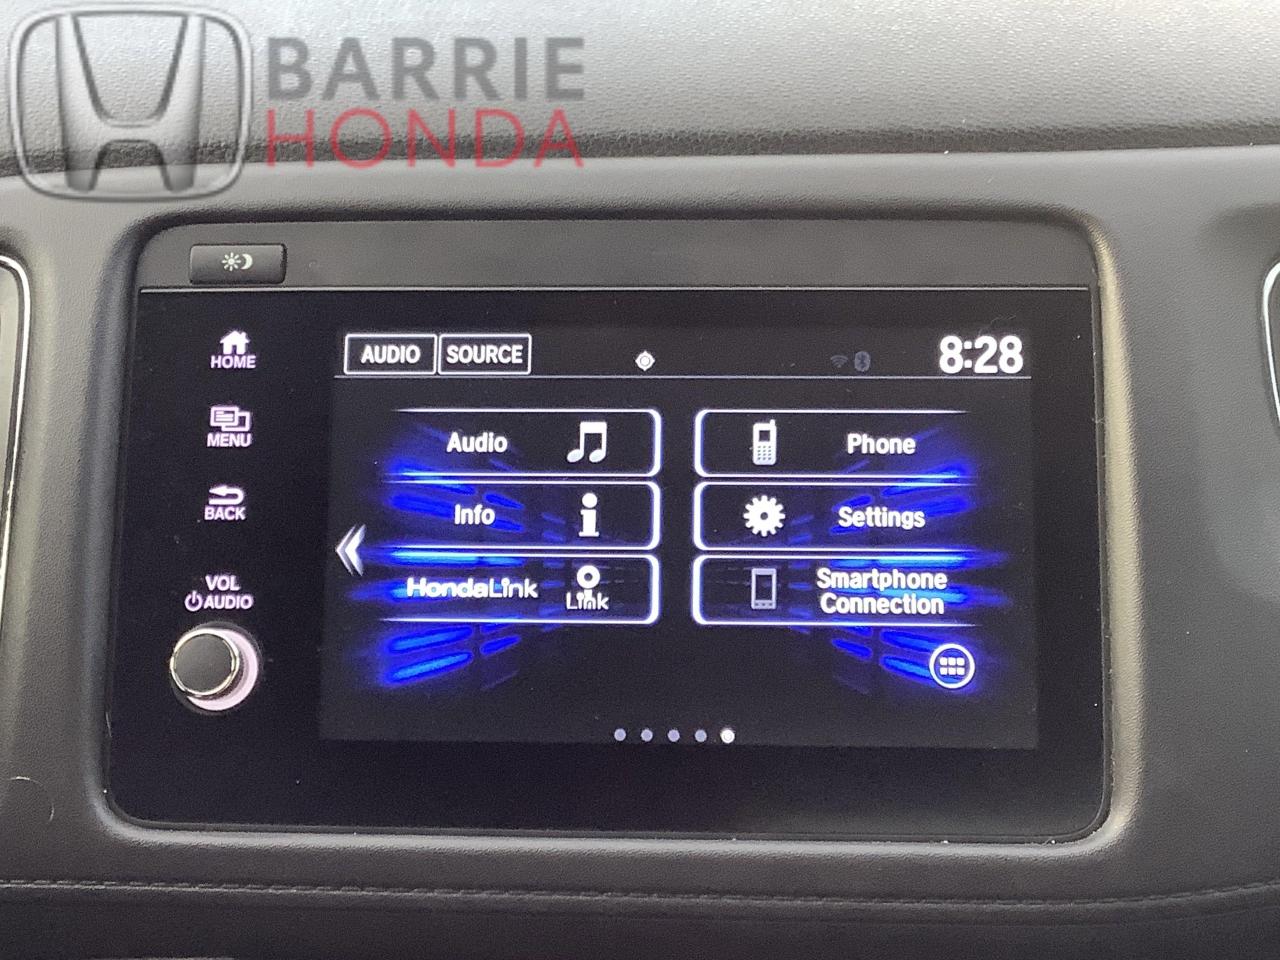 BARRIE
HONDA
HOME
MENU
BACK
VOL
AUDIO
AUDIO SOURCE 8:28
Audio Phone
Info Settings
HondaLink Link Smartphone
Connection